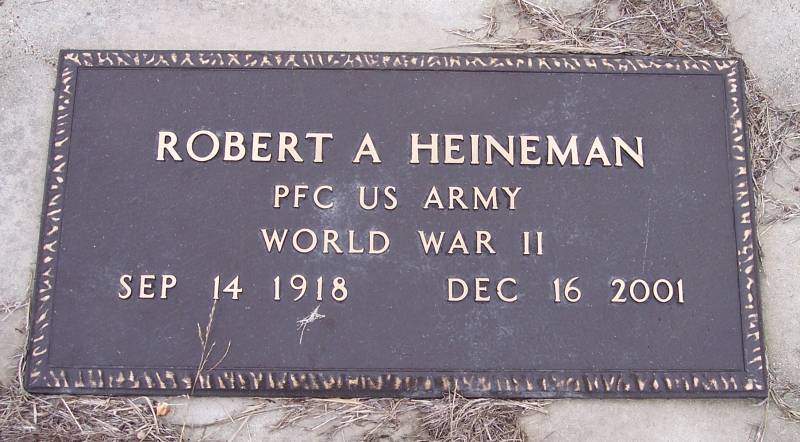 ROBERT A HEINEMAN
PFC US ARMY
WORLD WAR II
SEP 14 1918 DEC 16 2001